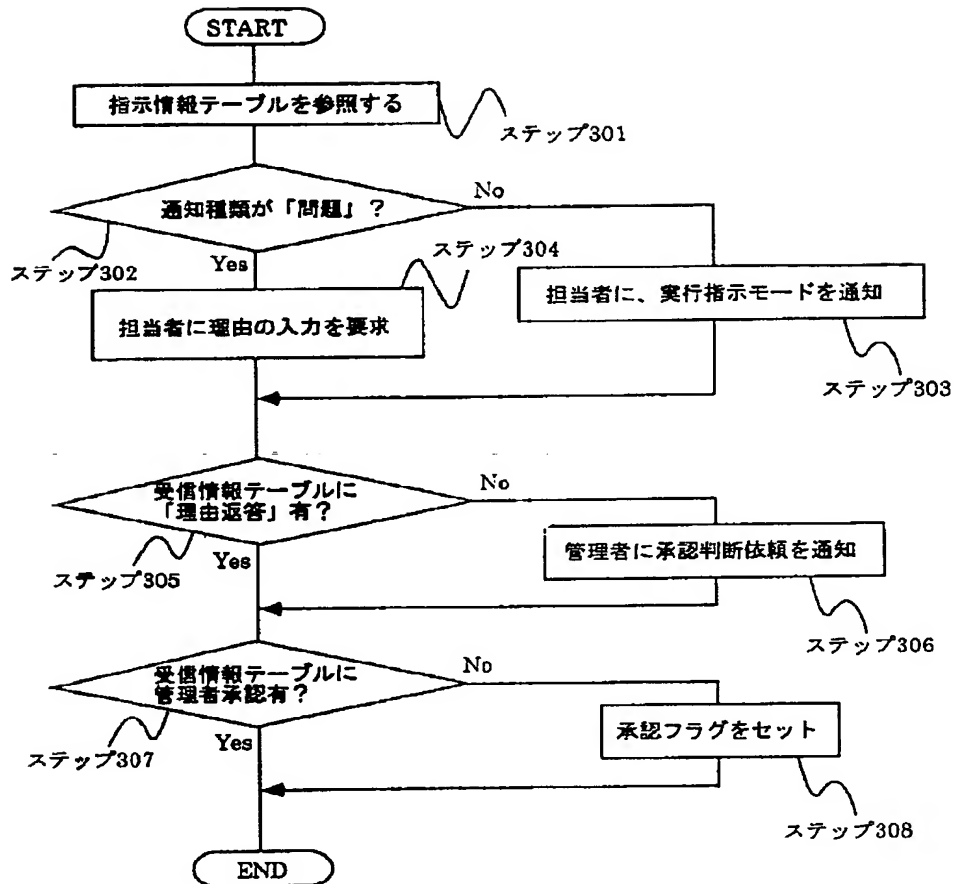 START
指示情報テーブルを参照する
ステップ301
通知種類が「問題」?
No
ステップ302
Yes
ステップ304
担当者に理由の入力を要求
担当者に、実行指示モードを通知
ステップ303
受信情報テーブルに
「理由返答」有?
No
ステップ305
Yes
管理者に承認判断依頼を通知
ステップ306
受信情報テーブルに
管理者承認有?
No
ステップ307
Yes
承認フラグをセット
ステップ308
END